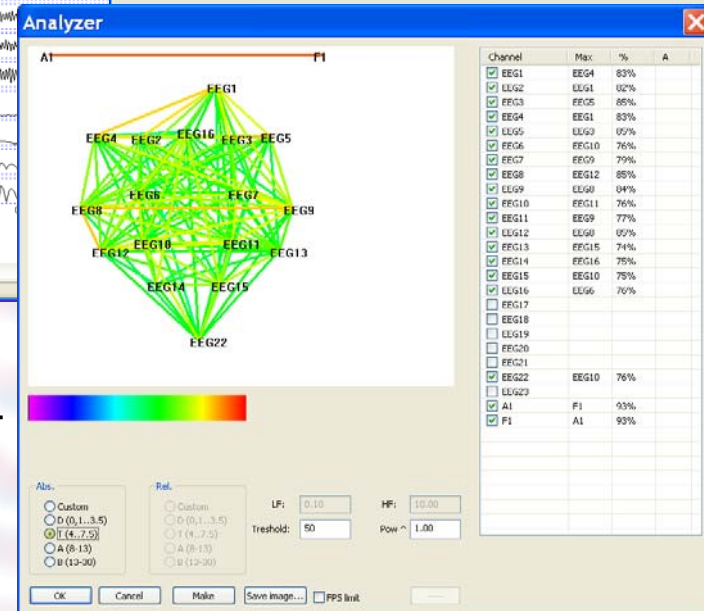 Analyzer
A1 F1
EEG1
EEG4 EEG2 EEG16 EEG3 EEG5
EEG6 EEG7
EEG8 EEG9
EEG12 EEG10 EEG11 EEG13
EEG14 EEG15
EEG22
Channel Max % A
EEG1 EEG4 83%
EEG2 EEG1 82%
EEG3 EEG5 85%
EEG4 EEG1 83%
EEG5 EEG3 85%
EEG6 EEG10 76%
EEG7 EEG9 79%
EEG8 EEG12 85%
EEG9 EEG8 84%
EEG10 EEG11 76%
EEG11 EEG9 77%
EEG12 EEG8 85%
EEG13 EEG15 74%
EEG14 EEG16 75%
EEG15 EEG10 75%
EEG16 EEG6 76%
EEG17
EEG18
EEG19
EEG20
EEG21
EEG22 EEG10 76%
EEG23
A1 F1 93%
F1 A1 93%
Abs. Rel.
Custom Custom LF: 0.10 HF: 10.00
D (0,1..3.5) D (0,1..3.5)
T (4..7.5) T (4..7.5) Treshold: 50 Pow ^ 1.00
A (8-13) A (8-13)
B (13-30) B (13-30)
OK Cancel Make Save image... FPS limit